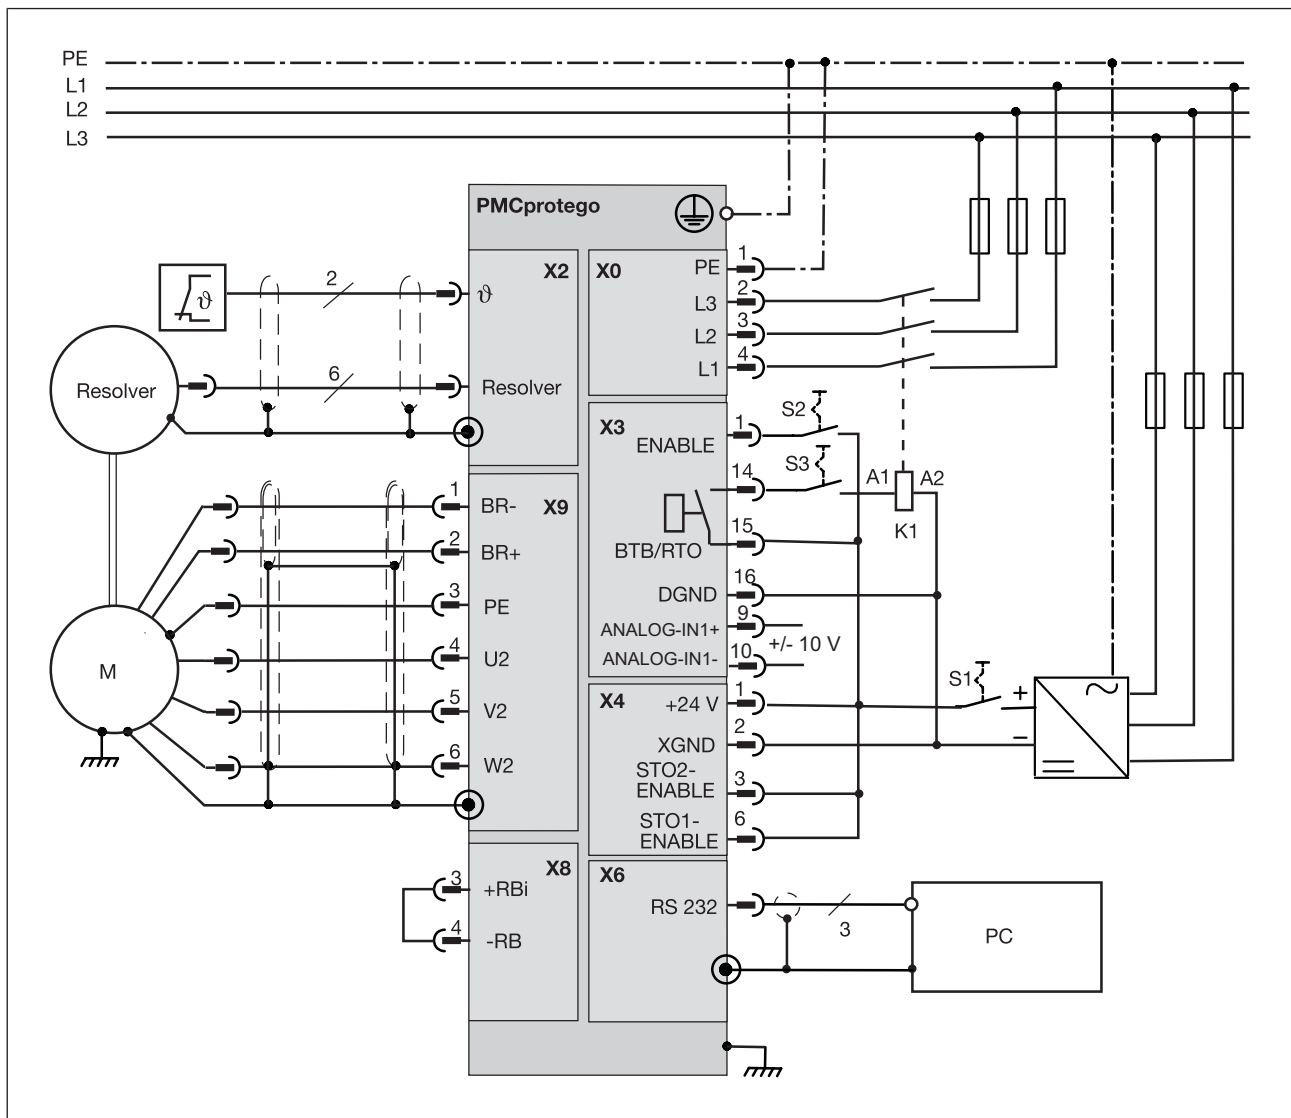 PE
L1
L2
L3
PMCprotego
X2
ϑ
2
ϑ
Resolver
6
Resolver
X0
PE
1
L3
2
L2
3
L1
4
X3
ENABLE
1
S2
14
S3
A1
A2
K1
BTB/RTO
15
DGND
16
ANALOG-IN1+
9
+/- 10 V
ANALOG-IN1-
10
X9
1
BR-
2
BR+
3
PE
4
U2
5
V2
6
W2
M
X4
+24 V
1
S1
+
XGND
2
−
STO2-
ENABLE
3
STO1-
ENABLE
6
X8
3
+RBi
4
-RB
X6
RS 232
3
PC